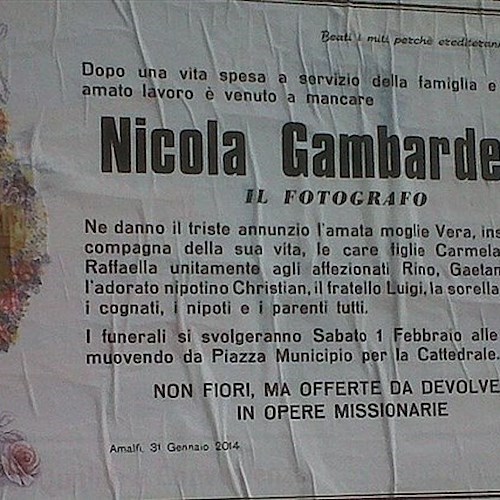 Beati i miti perchè erediteran
Dopo una vita spesa a servizio della famiglia e
amato lavoro è venuto a mancare
Nicola Gambarde
IL FOTOGRAFO
Ne danno il triste annunzio l'amata moglie Vera, ins
compagna della sua vita, le care figlie Carmela
Raffaella unitamente agli affezionati Rino, Gaetan
l'adorato nipotino Christian, il fratello Luigi, la sorella
i cognati, i nipoti e i parenti tutti.
I funerali si svolgeranno Sabato 1 Febbraio alle
muovendo da Piazza Municipio per la Cattedrale.
NON FIORI, MA OFFERTE DA DEVOLVE
IN OPERE MISSIONARIE
Amalfi, 31 Gennaio 2014